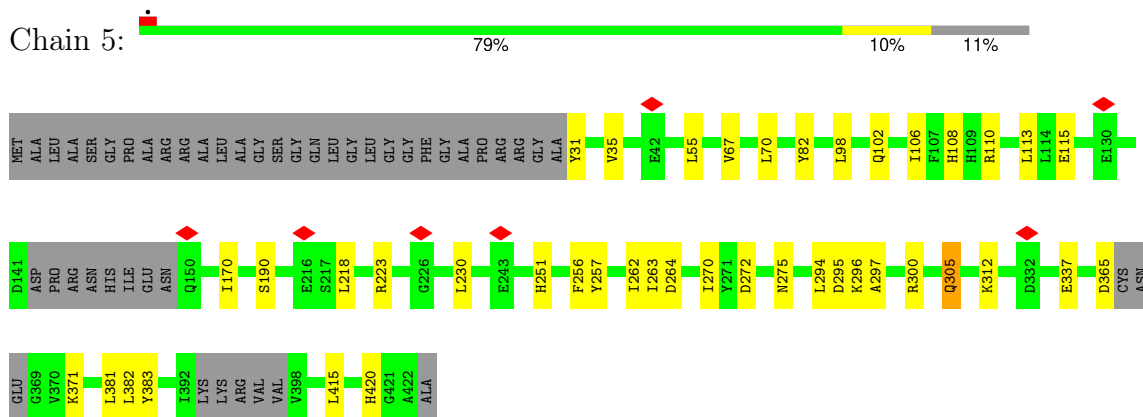 Chain 5:
79% 10% 11%
MET ALA LEU ALA SER GLY PRO ALA ARG ARG ALA LEU ALA GLY SER GLY GLN LEU GLY LEU GLY GLY PHE GLY ALA PRO ARG ARG GLY ALA Y31 V35 E42 L55 V67 L70 Y82 L98 Q102 I106 F107 H108 H109 R110 L113 L114 E115 E130
D141 ASP PRO ARG ASN HIS ILE GLU ASN Q150 I170 S190 E216 S217 L218 R223 G226 L230 E243 H251 F256 Y257 I262 I263 D264 I270 Y271 D272 N275 L294 D295 K296 A297 R300 Q305 K312 D332 E337 D365 CYS ASN
GLU G369 V370 K371 L381 L382 Y383 I392 LYS LYS ARG VAL VAL V398 L415 H420 G421 A422 ALA